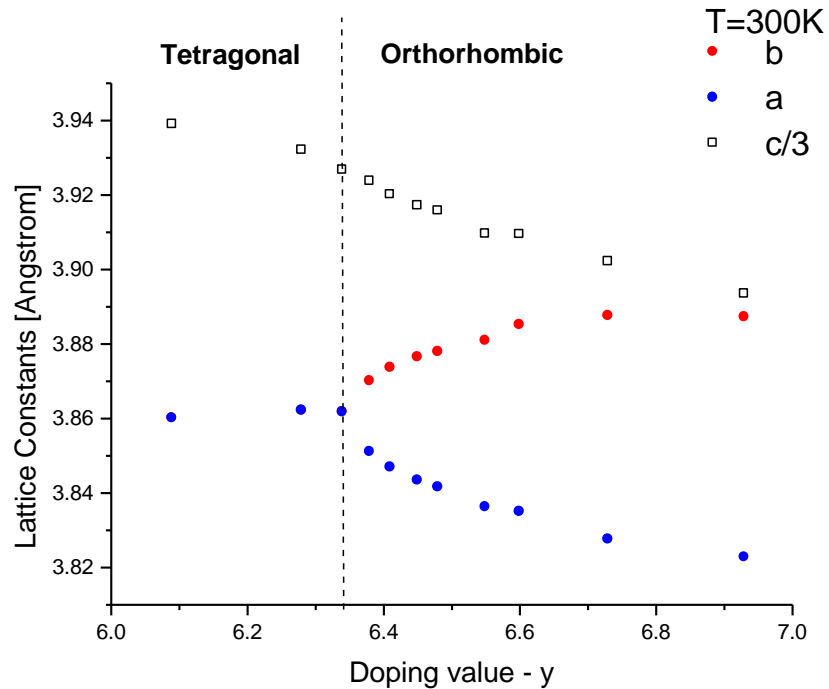 T=300K
b
a
c/3
Tetragonal
Orthorhombic
Lattice Constants [Angstrom]
3.94
3.92
3.90
3.88
3.86
3.84
3.82
6.0 6.2 6.4 6.6 6.8 7.0
Doping value - y